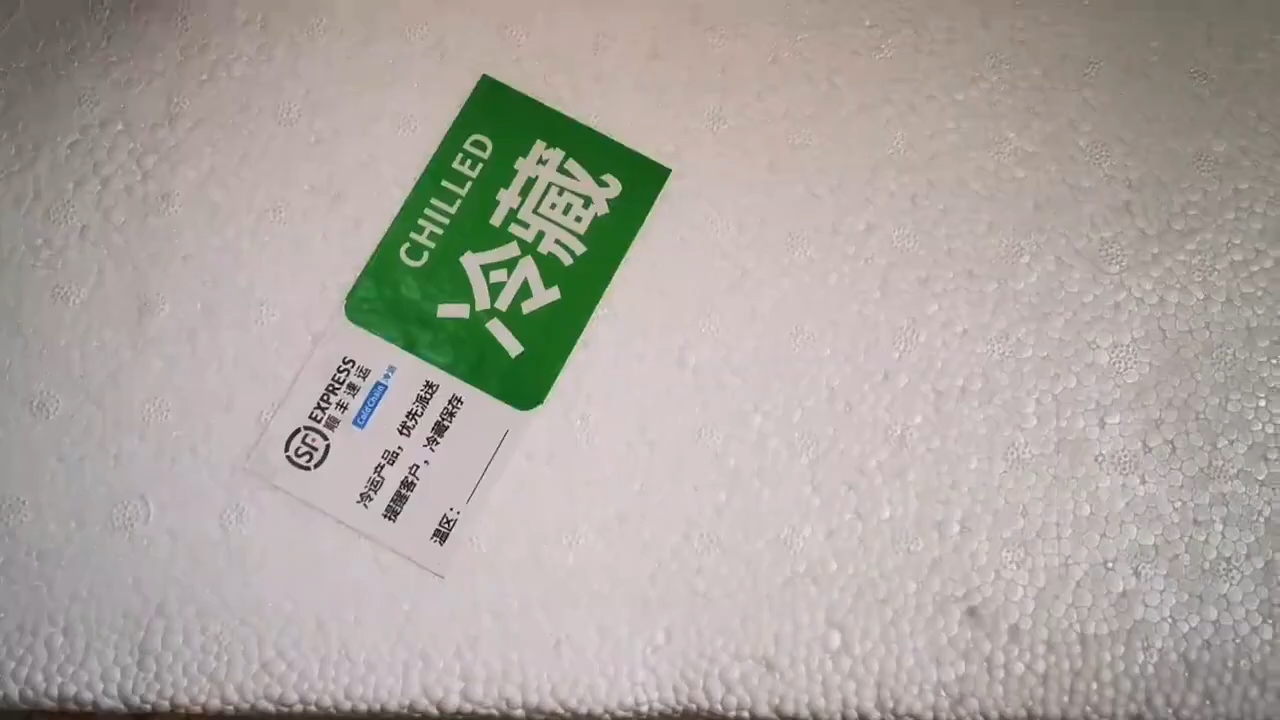 CHILLED
冷藏
SF EXPRESS
顺丰速运
Cold Chain 冷运
冷运产品，优先派送
提醒客户，冷藏保存
温区：